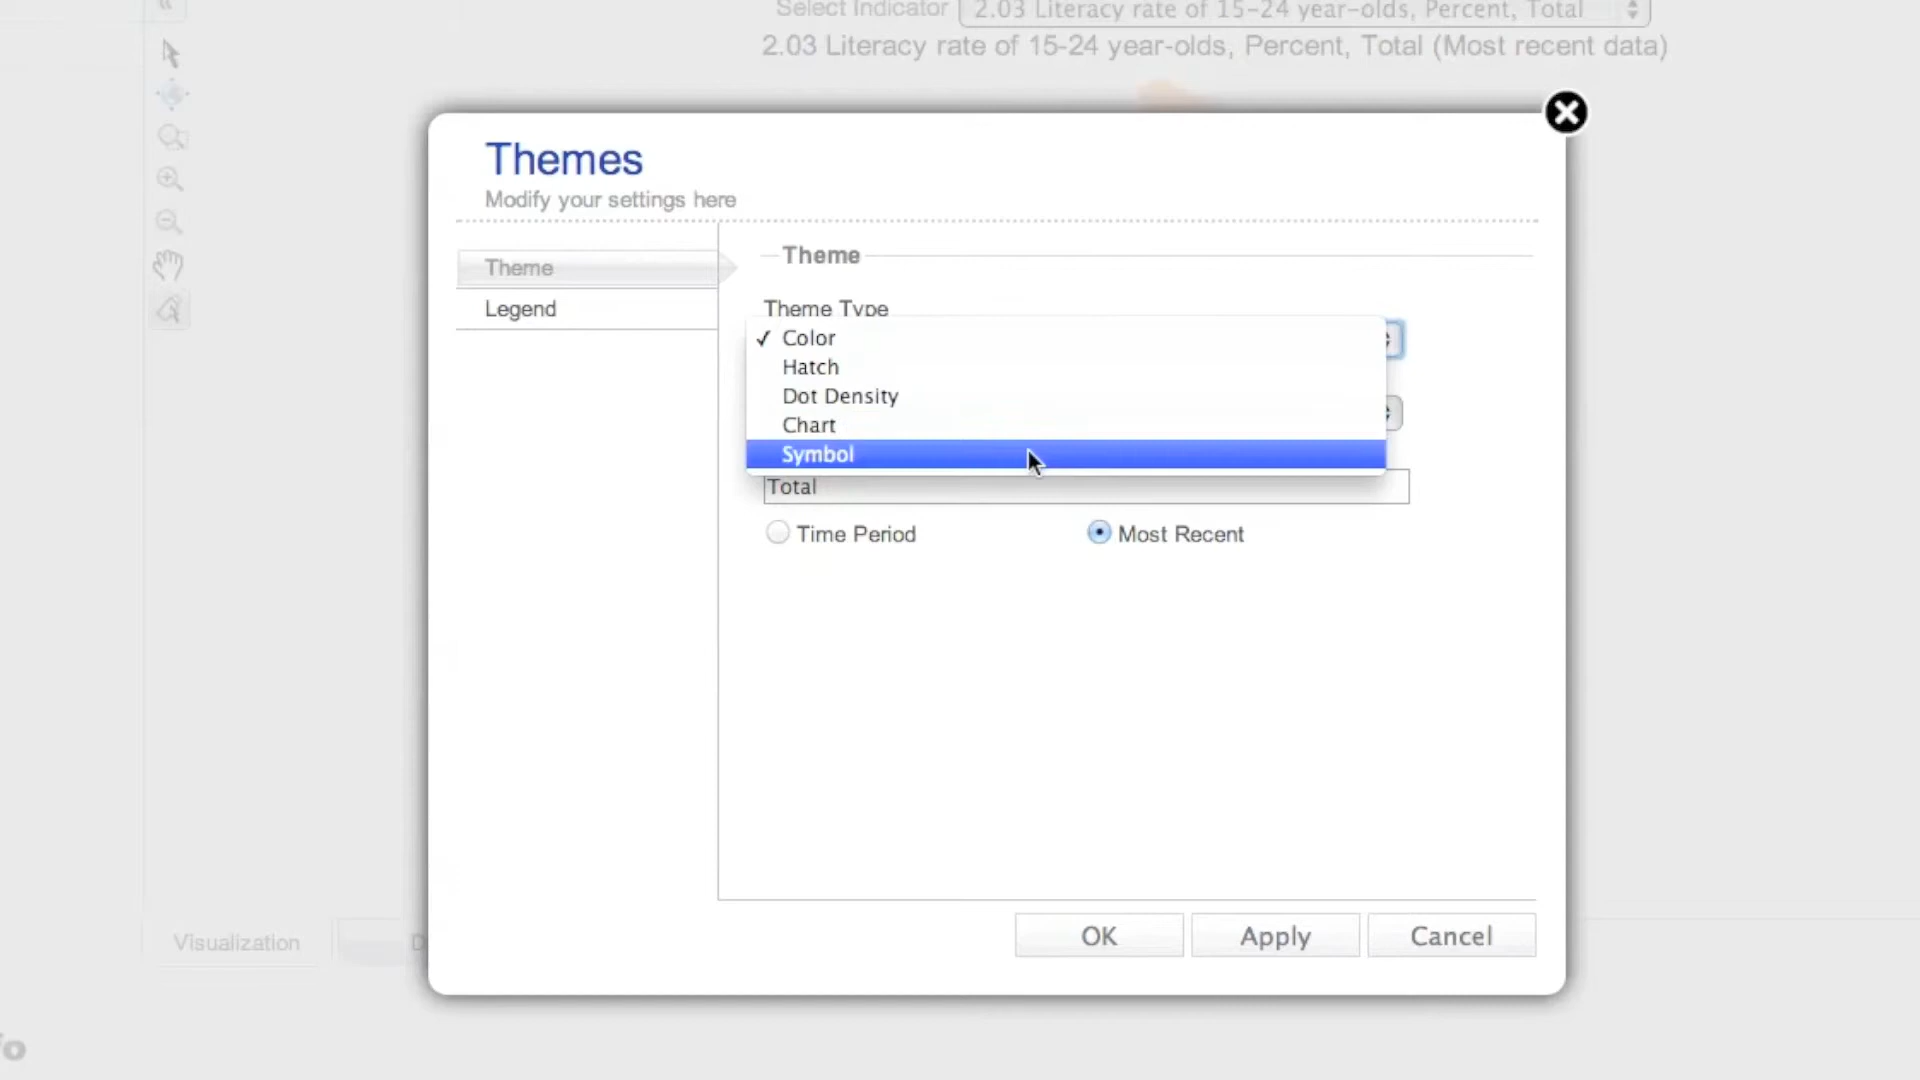 Select Indicator 2.03 Literacy rate of 15-24 year-olds, Percent, Total
2.03 Literacy rate of 15-24 year-olds, Percent, Total (Most recent data)
Themes
Modify your settings here
Theme
Legend
Theme
Theme Type
✓ Color
Hatch
Dot Density
Chart
Symbol
Total
Time Period Most Recent
OK Apply Cancel
Visualization D